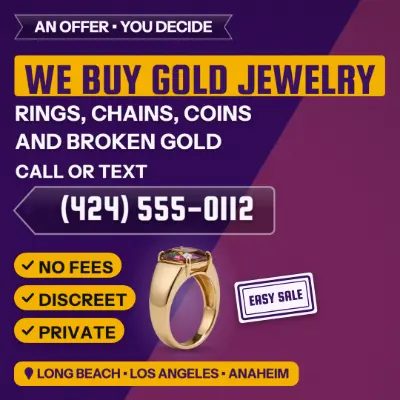 AN OFFER • YOU DECIDE
WE BUY GOLD JEWELRY
RINGS, CHAINS, COINS
AND BROKEN GOLD
CALL OR TEXT
(424) 555-0112
NO FEES
DISCREET
PRIVATE
EASY SALE
LONG BEACH • LOS ANGELES • ANAHEIM